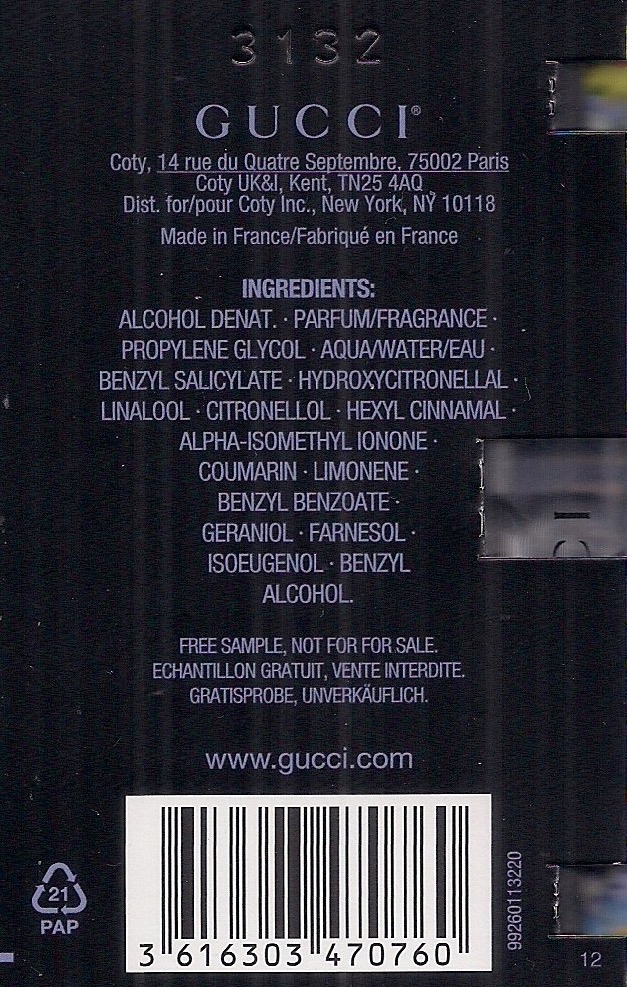 3132
GUCCI®
Coty, 14 rue du Quatre Septembre. 75002 Paris
Coty UK&I, Kent, TN25 4AQ
Dist. for/pour Coty Inc., New York, NY 10118
Made in France/Fabriqué en France
INGREDIENTS:
ALCOHOL DENAT. · PARFUM/FRAGRANCE ·
PROPYLENE GLYCOL · AQUA/WATER/EAU ·
BENZYL SALICYLATE · HYDROXYCITRONELLAL ·
LINALOOL · CITRONELLOL · HEXYL CINNAMAL ·
ALPHA-ISOMETHYL IONONE ·
COUMARIN · LIMONENE ·
BENZYL BENZOATE ·
GERANIOL · FARNESOL ·
ISOEUGENOL · BENZYL
ALCOHOL.
FREE SAMPLE, NOT FOR FOR SALE.
ECHANTILLON GRATUIT, VENTE INTERDITE.
GRATISPROBE, UNVERKÄUFLICH.
www.gucci.com
21
PAP
3 616303 470760
99260113220
12